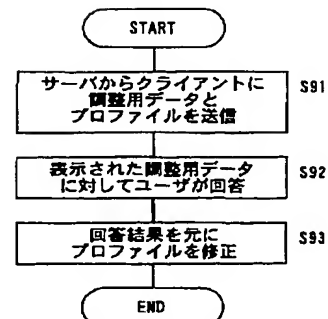 START
サーバからクライアントに
調整用データと
プロファイルを送信
S91
表示された調整用データ
に対してユーザが回答
S92
回答結果を元に
プロファイルを修正
S93
END